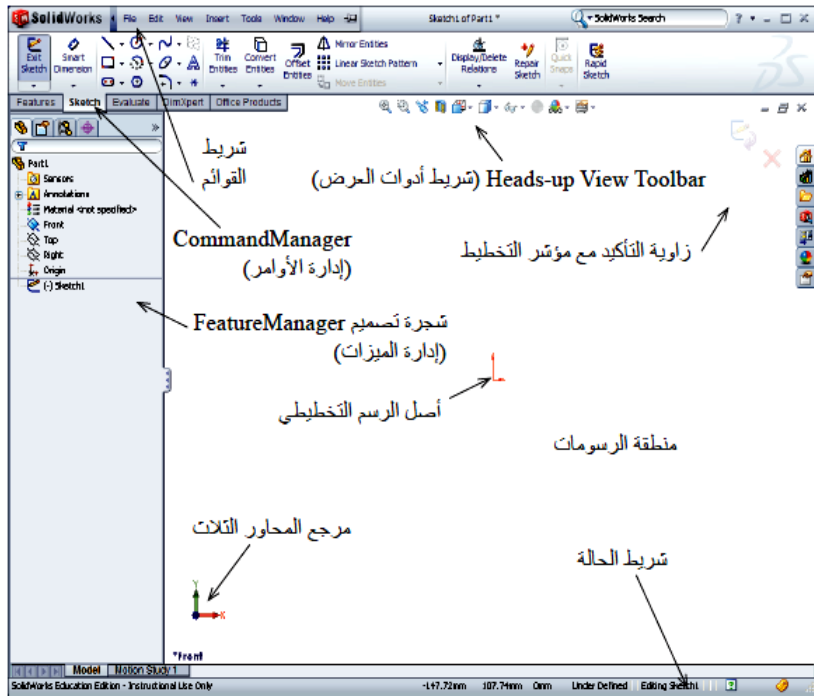 SolidWorks File Edit View Insert Tools Window Help Sketch1 of Part1 * SolidWorks Search ?
Exit Sketch
Smart Dimension
Trim Entities
Convert Entities
Offset Entities
Mirror Entities
Linear Sketch Pattern
Move Entities
Display/Delete Relations
Repair Sketch
Quick Snaps
Rapid Sketch
Features Sketch Evaluate DimXpert Office Products
Part1
Sensors
Annotations
Material <not specified>
Front
Top
Right
Origin
(-) Sketch1
شريط
القوائم
Heads-up View Toolbar (شريط أدوات العرض)
CommandManager
(إدارة الأوامر)
زاوية التأكيد مع مؤشر التخطيط
شجرة تصميم FeatureManager
(إدارة الميزات)
أصل الرسم التخطيطي
منطقة الرسومات
مرجع المحاور الثلاث
شريط الحالة
Y
X
*Front
Model Motion Study 1
SolidWorks Education Edition - Instructional Use Only -147.72mm 107.74mm 0mm Under Defined Editing Sketch1